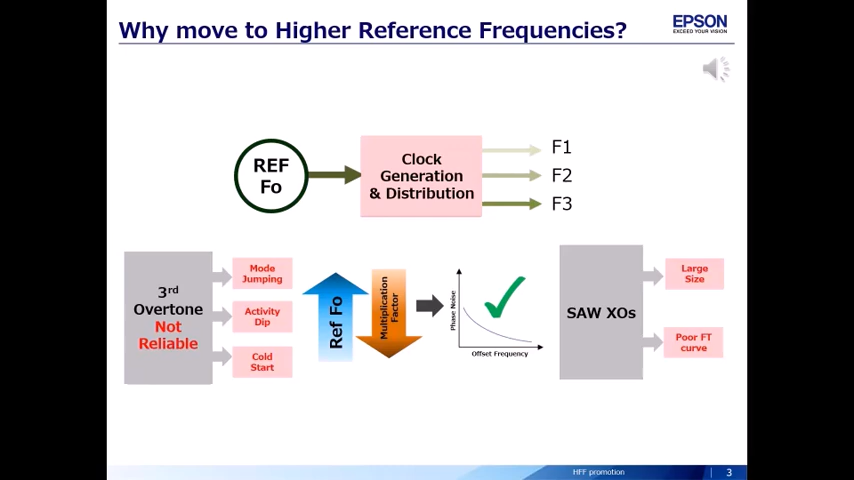 Why move to Higher Reference Frequencies?
EPSON
EXCEED YOUR VISION
REF
Fo
Clock
Generation
& Distribution
F1
F2
F3
3rd
Overtone
Not
Reliable
Mode
Jumping
Activity
Dip
Cold
Start
Ref Fo
Multiplication
Factor
Phase Noise
Offset Frequency
SAW XOs
Large
Size
Poor FT
curve
HFF promotion
3